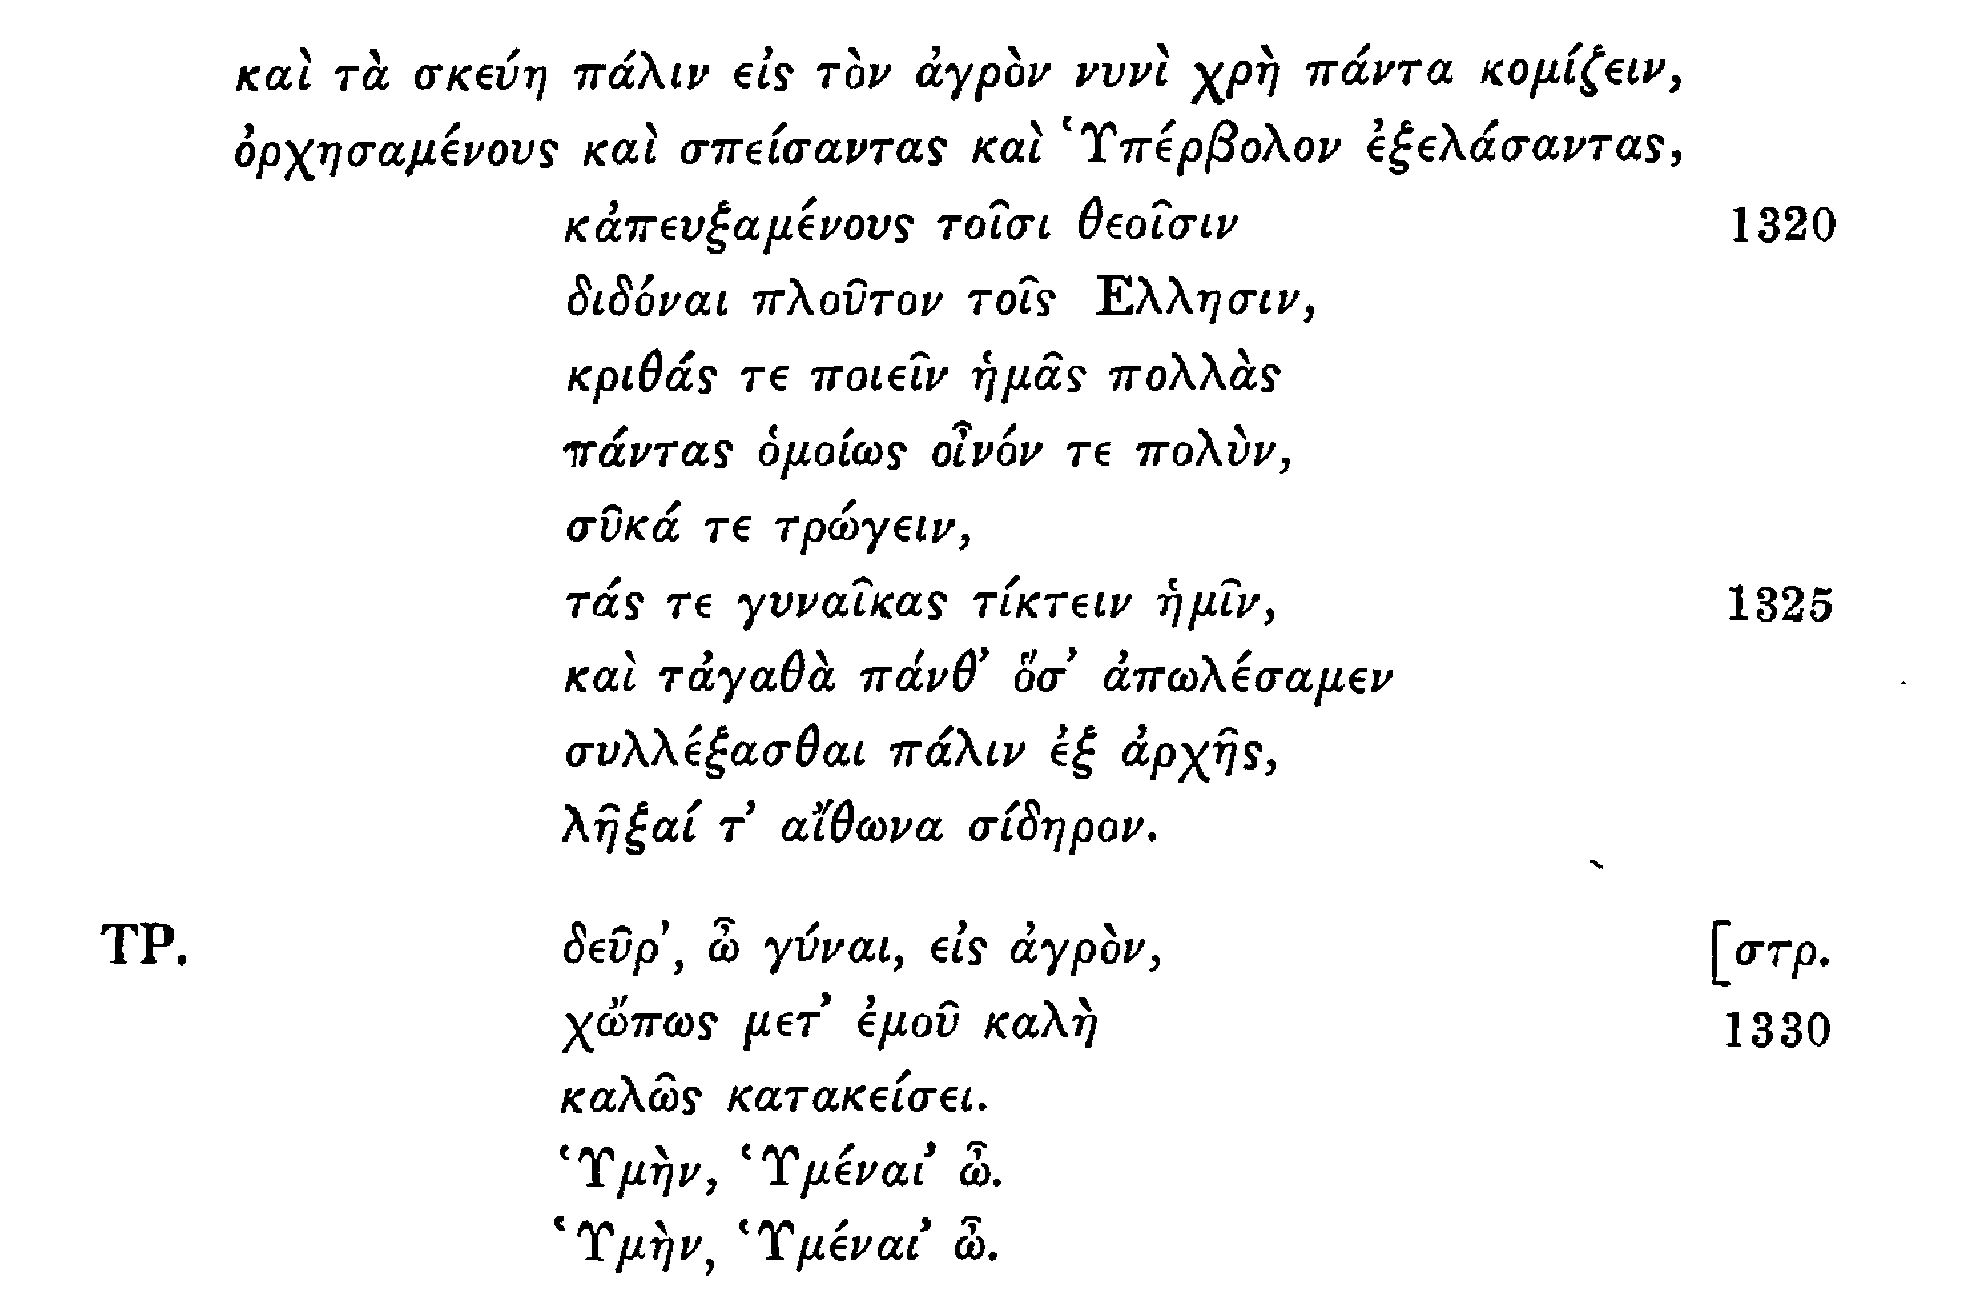 καὶ τὰ σκεύη πάλιν εἰς τὸν ἀγρὸν νυνὶ χρὴ πάντα κομίζειν,
ὀρχησαμένους καὶ σπείσαντας καὶ Ὑπέρβολον ἐξελάσαντας,
κἀπευξαμένους τοῖσι θεοῖσιν 1320
διδόναι πλοῦτον τοῖς Ελλησιν,
κριθάς τε ποιεῖν ἡμᾶς πολλὰς
πάντας ὁμοίως οἶνόν τε πολὺν,
σῦκά τε τρώγειν,
τάς τε γυναῖκας τίκτειν ἡμῖν, 1325
καὶ τἀγαθὰ πάνθ’ ὅσ’ ἀπωλέσαμεν
συλλέξασθαι πάλιν ἐξ ἀρχῆς,
λῆξαί τ’ αἴθωνα σίδηρον.
ΤΡ. δεῦρ’, ὦ γύναι, εἰς ἀγρὸν, [στρ.
χὤπως μετ’ ἐμοῦ καλὴ 1330
καλῶς κατακείσει.
Ὑμὴν, Ὑμέναι’ ὦ.
Ὑμὴν, Ὑμέναι’ ὦ.